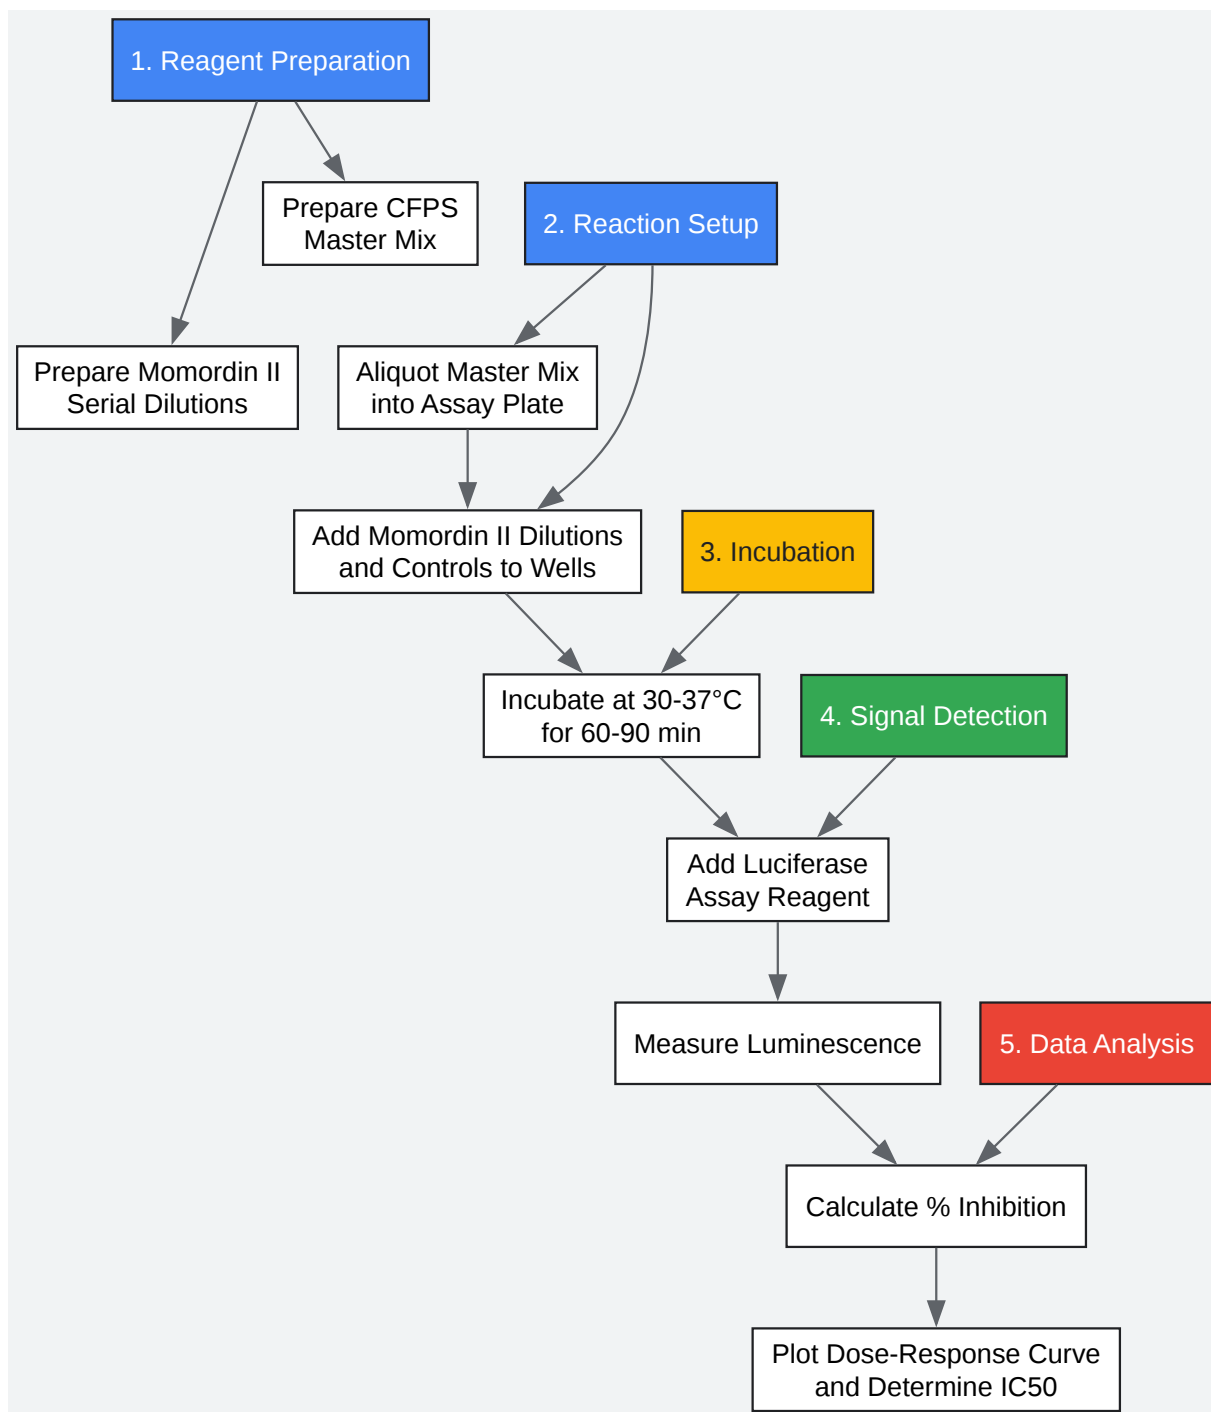 1. Reagent Preparation
Prepare CFPS
Master Mix
2. Reaction Setup
Prepare Momordin II
Serial Dilutions
Aliquot Master Mix
into Assay Plate
Add Momordin II Dilutions
and Controls to Wells
3. Incubation
Incubate at 30-37°C
for 60-90 min
4. Signal Detection
Add Luciferase
Assay Reagent
Measure Luminescence
5. Data Analysis
Calculate % Inhibition
Plot Dose-Response Curve
and Determine IC50